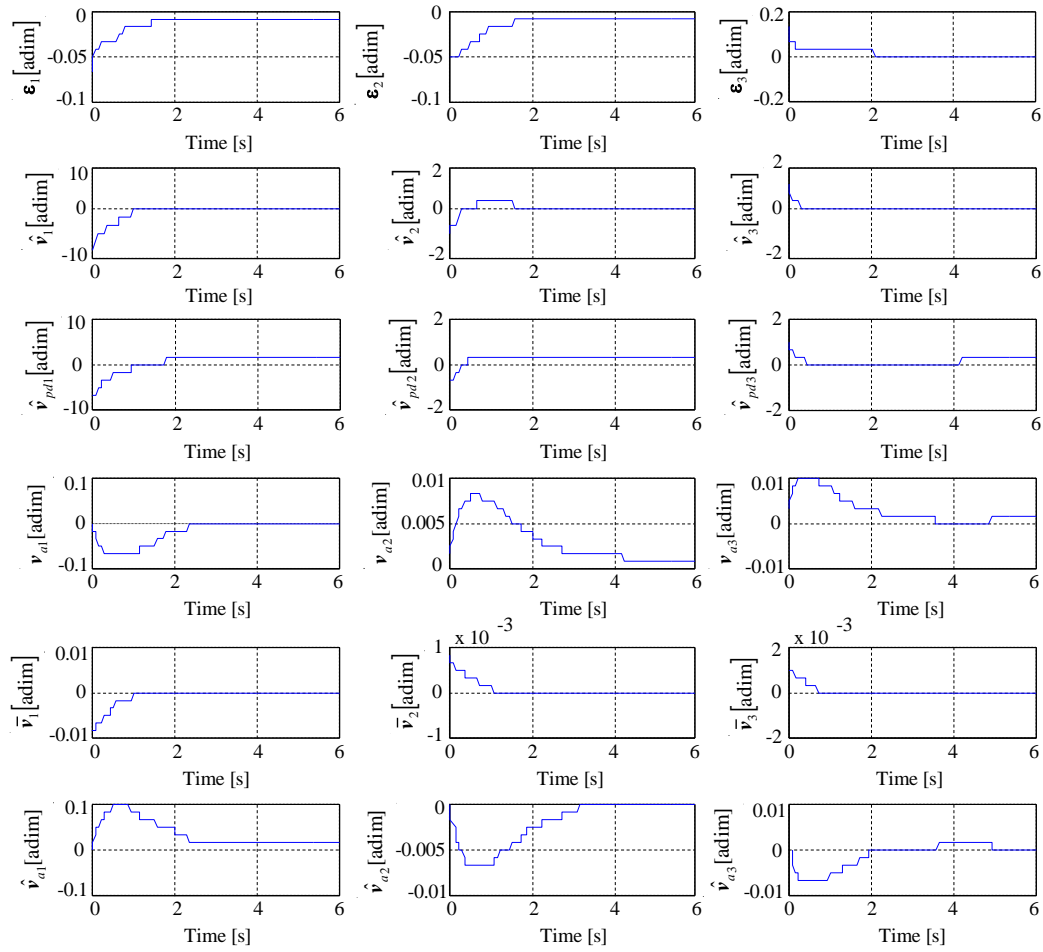 ε1[adim]
0
-0.05
-0.1
0 2 4 6
Time [s]
ε2[adim]
0
-0.05
-0.1
0 2 4 6
Time [s]
ε3[adim]
0.2
0
-0.2
0 2 4 6
Time [s]
v̂1[adim]
10
0
-10
0 2 4 6
Time [s]
v̂2[adim]
2
0
-2
0 2 4 6
Time [s]
v̂3[adim]
2
0
-2
0 2 4 6
Time [s]
v̂pd1[adim]
10
0
-10
0 2 4 6
Time [s]
v̂pd2[adim]
2
0
-2
0 2 4 6
Time [s]
v̂pd3[adim]
2
0
-2
0 2 4 6
Time [s]
va1[adim]
0.1
0
-0.1
0 2 4 6
Time [s]
va2[adim]
0.01
0.005
0
0 2 4 6
Time [s]
va3[adim]
0.01
0
-0.01
0 2 4 6
Time [s]
v̄1[adim]
0.01
0
-0.01
0 2 4 6
Time [s]
v̄2[adim]
x 10 -3
1
0
-1
0 2 4 6
Time [s]
v̄3[adim]
x 10 -3
2
0
-2
0 2 4 6
Time [s]
v̂a1[adim]
0.1
0
-0.1
0 2 4 6
Time [s]
v̂a2[adim]
0
-0.005
-0.01
0 2 4 6
Time [s]
v̂a3[adim]
0.01
0
-0.01
0 2 4 6
Time [s]